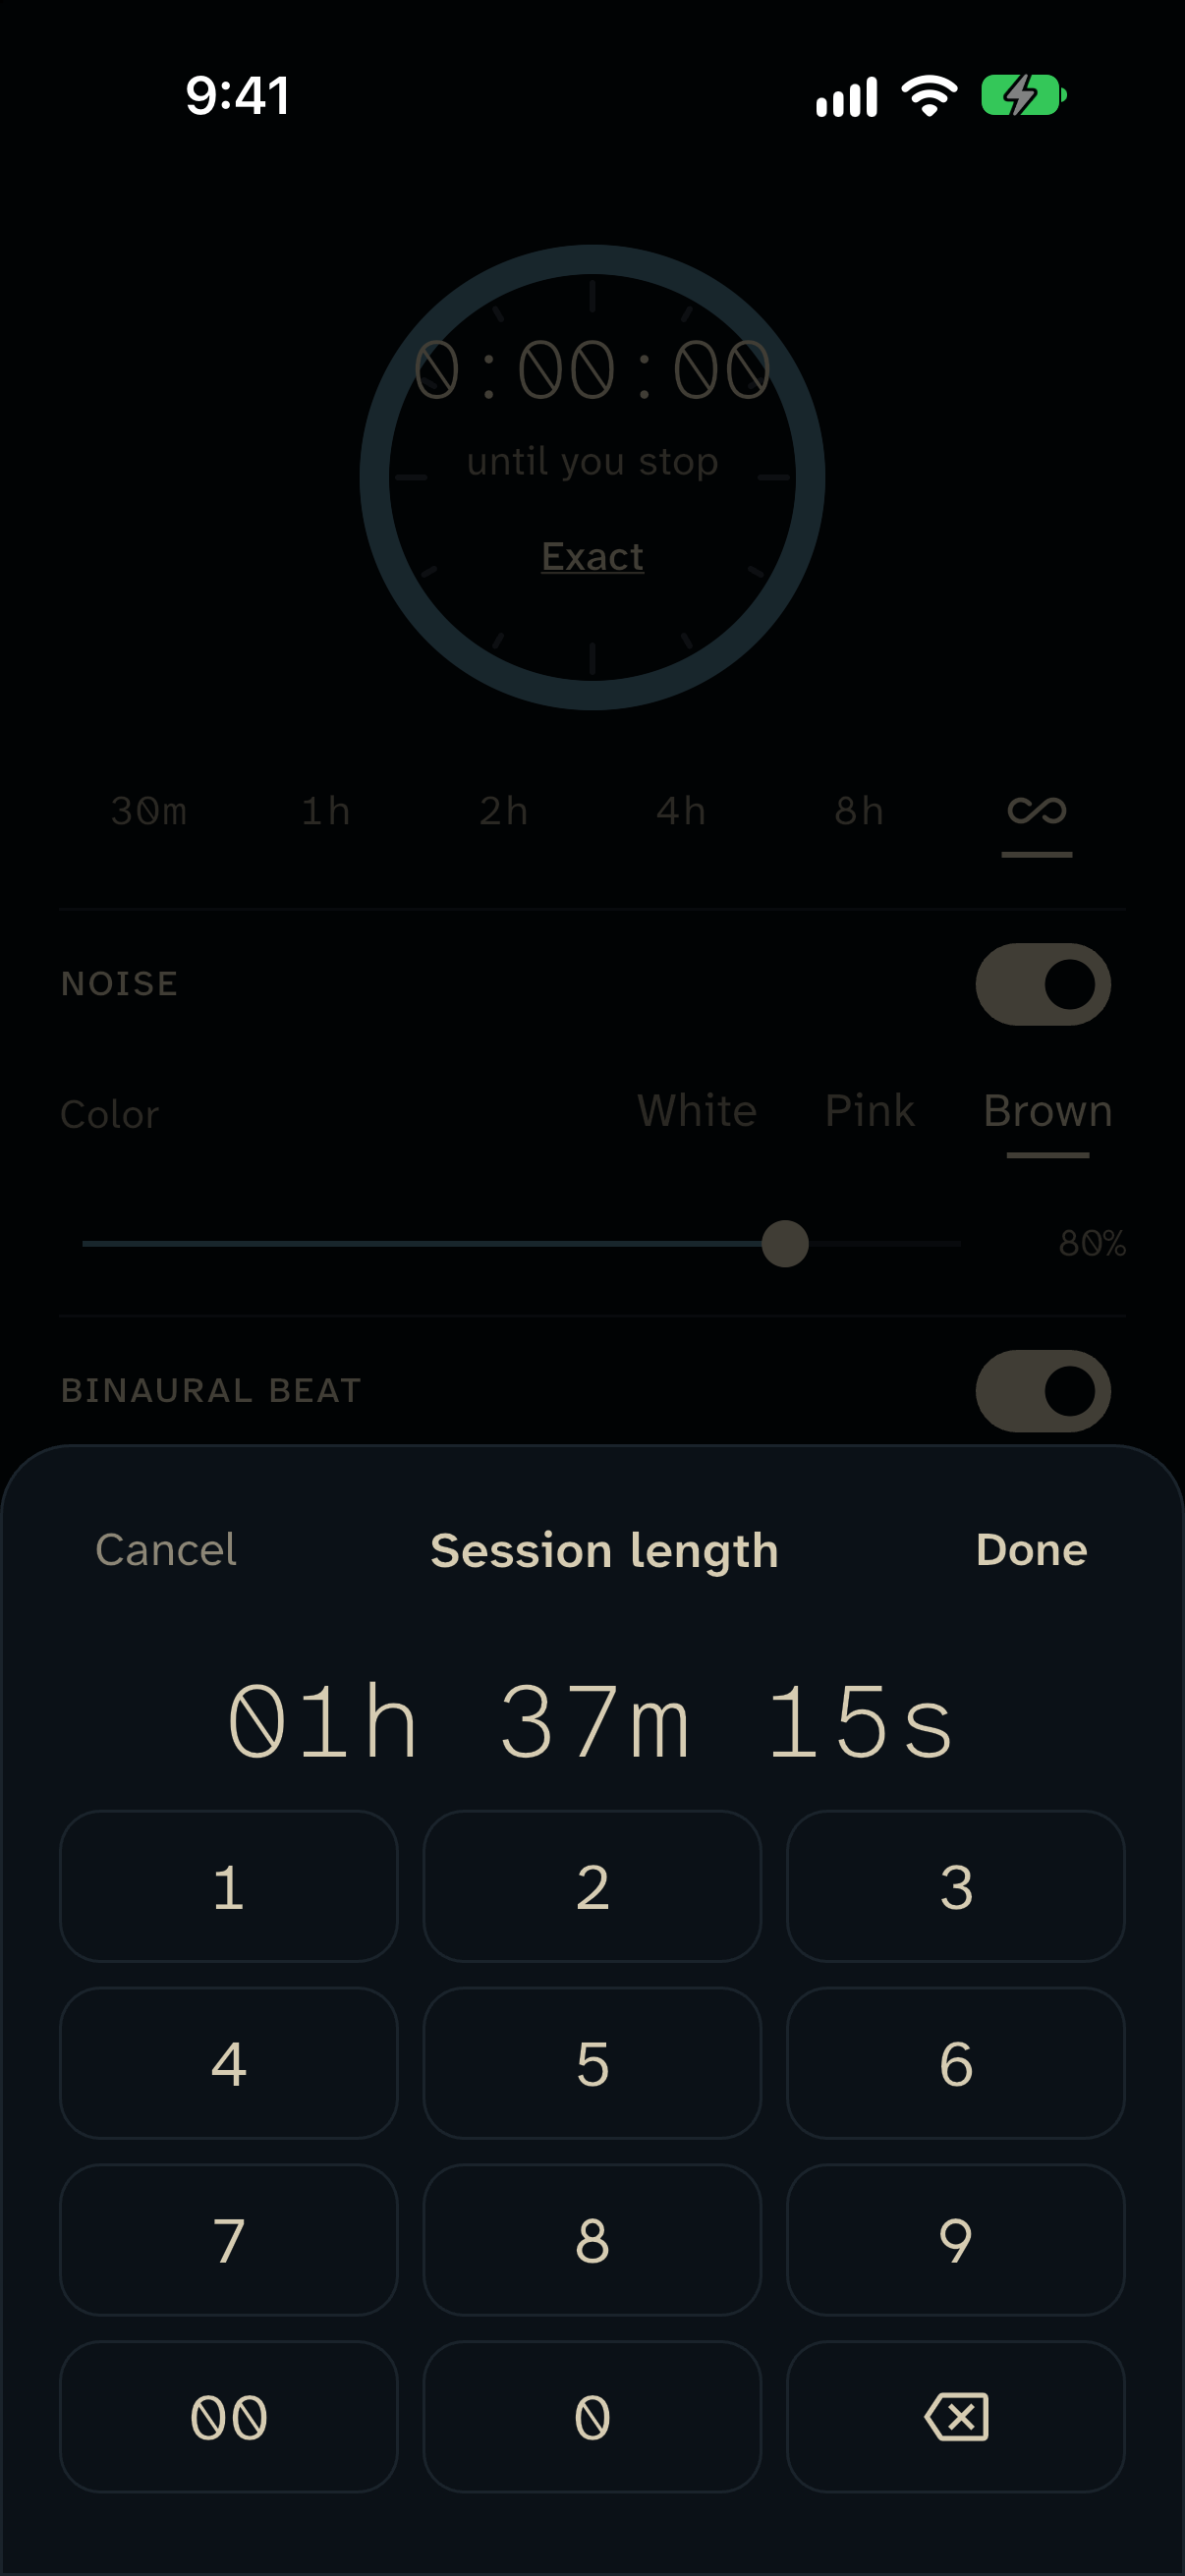 9:41
0:00:00
until you stop
Exact
30m 1h 2h 4h 8h ∞
NOISE
Color White Pink Brown
80%
BINAURAL BEAT
Cancel Session length Done
01h 37m 15s
1 2 3
4 5 6
7 8 9
00 0